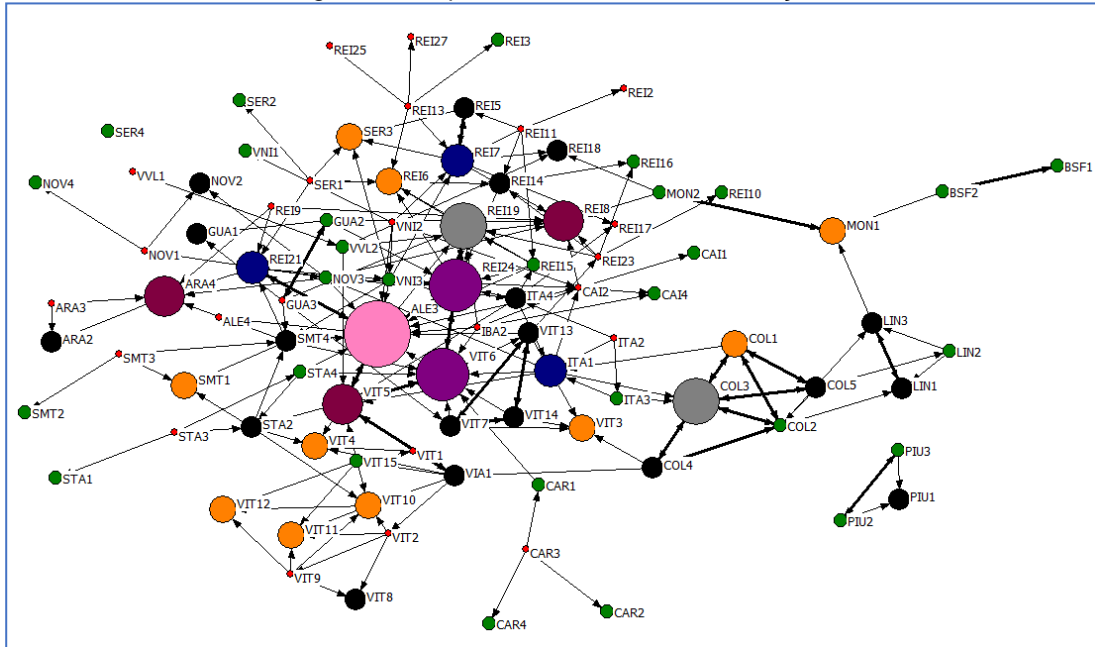 REI27
REI3
REI25
REI2
SER2
REI13
REI5
SER3
REI11
SER4
VNI1
REI7
REI18
REI16
BSF1
NOV4
VVL1
NOV2
SER1
REI6
REI14
MON2
REI10
BSF2
REI9
GUA2
VNI2
REI19
REI8
REI17
MON1
GUA1
VVL2
NOV1
REI21
NOV3
VNI3
REI24
REI15
REI23
CAI1
ARA4
ARA3
GUA3
ALE3
ITA4
CAI2
CAI4
ALE4
IBA2
LIN3
ARA2
SMT4
VIT13
ITA2
COL1
LIN2
SMT3
STA4
VIT6
ITA1
SMT1
COL3
COL5
LIN1
SMT2
VIT5
ITA3
STA3
STA2
VIT7
VIT14
VIT3
COL2
VIT4
VIT1
PIU3
STA1
VIT15
VIA1
COL4
CAR1
VIT12
VIT10
PIU1
VIT11
VIT2
PIU2
CAR3
VIT9
VIT8
CAR2
CAR4